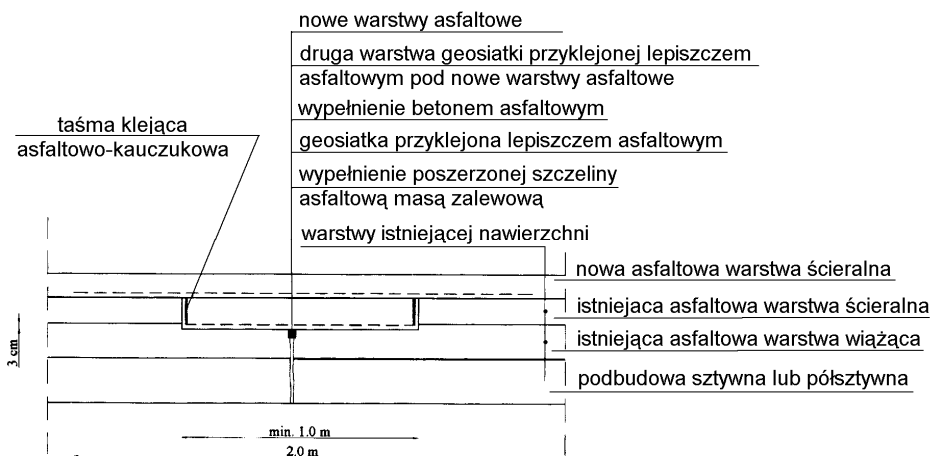 nowe warstwy asfaltowe
druga warstwa geosiatki przyklejonej lepiszczem
asfaltowym pod nowe warstwy asfaltowe
wypełnienie betonem asfaltowym
geosiatka przyklejona lepiszczem asfaltowym
wypełnienie poszerzonej szczeliny
asfaltową masą zalewową
warstwy istniejącej nawierzchni
taśma klejąca
asfaltowo-kauczukowa
nowa asfaltowa warstwa ścieralna
istniejaca asfaltowa warstwa ścieralna
istniejąca asfaltowa warstwa wiążąca
podbudowa sztywna lub półsztywna
3 cm
min. 1.0 m
2.0 m